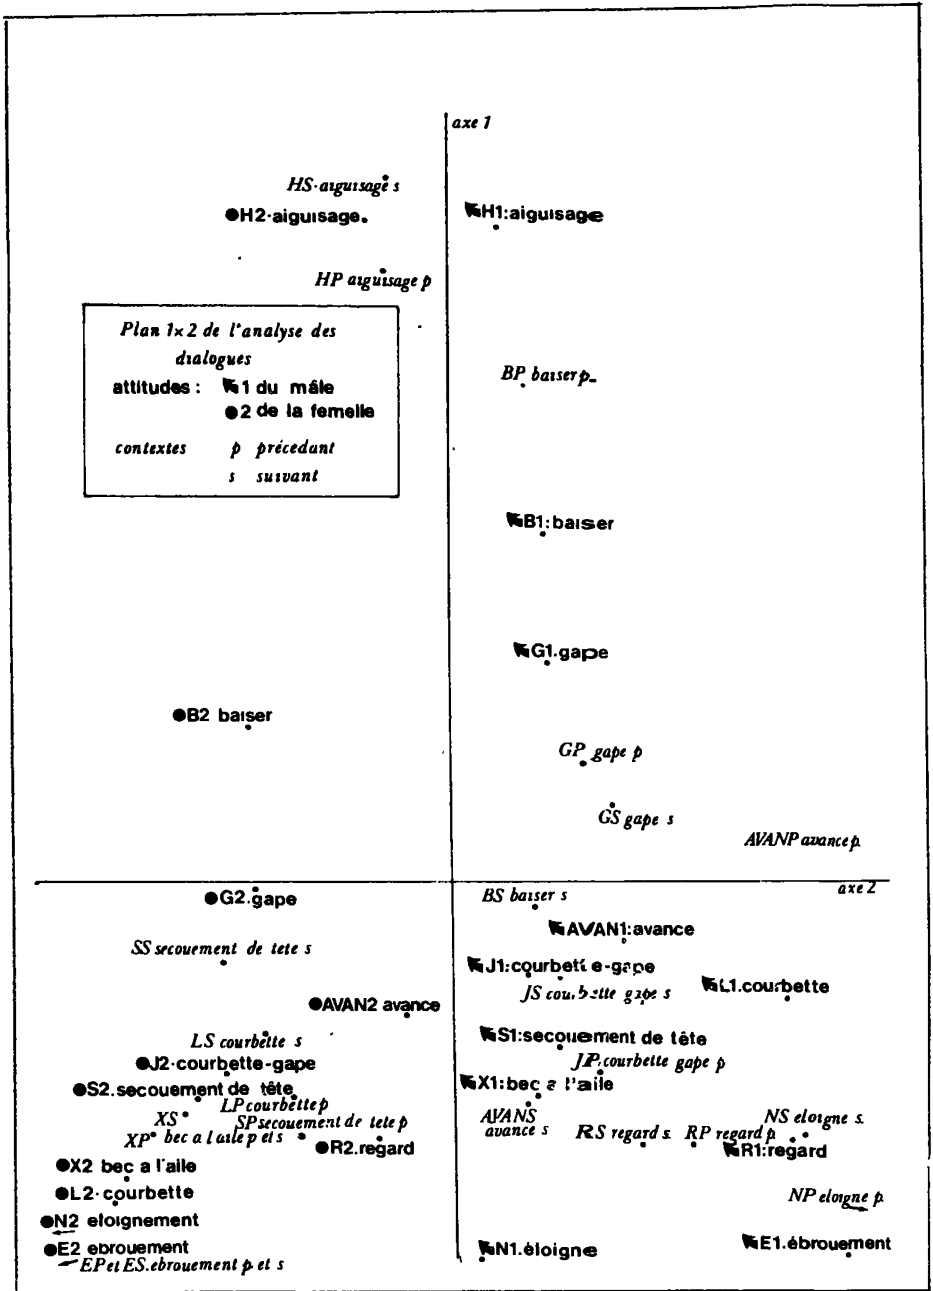 axe 1
HS·aiguisage s
H2·aiguisage.
H1:aiguisage
HP aiguisage p
Plan 1×2 de l'analyse des
dialogues
attitudes : 1 du mâle
2 de la femelle
contextes p précédant
s suivant
BP baiser p
B1:baiser
G1.gape
B2 baiser
GP gape p
GS gape s
AVANP avance p.
axe 2
G2.gape
BS baiser s
AVAN1:avance
SS secouement de tete s
J1:courbette-gape
JS courbette gape s
L1.courbette
AVAN2 avance
LS courbette s
S1:secouement de tête
J2·courbette-gape
JP:courbette gape p
S2.secouement de tête
X1:bec a l'aile
LP courbette p
XS
SP secouement de tete p
AVANS
avance s
NS eloigne s.
XP bec a l aile p et s
RS regard s.
RP regard p
R2.regard
R1:regard
X2 bec a l'aile
L2·courbette
NP eloigne p.
N2 eloignement
E2 ebrouement
N1.éloigne
E1.ébrouement
EP et ES.ebrouement p et s